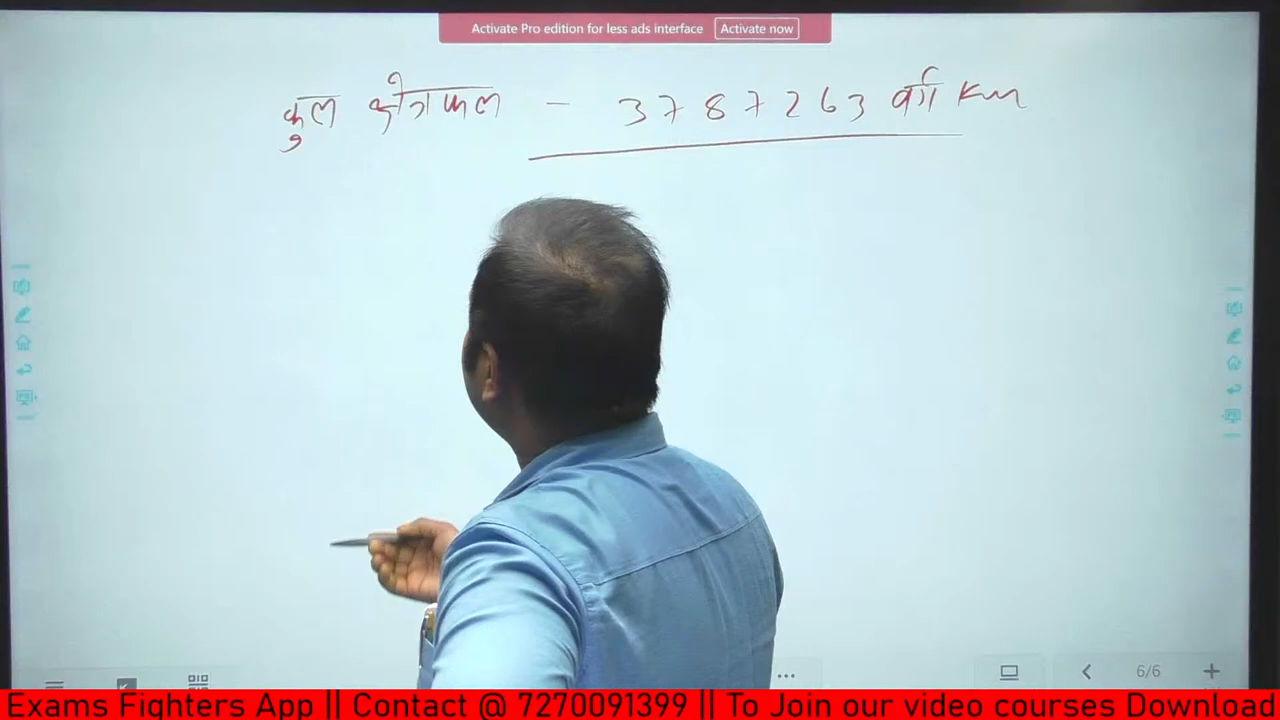 Activate Pro edition for less ads interface Activate now
कुल क्षेत्रफल - 3787263 वर्ग Km
6/6
Exams Fighters App || Contact @ 7270091399 || To Join our video courses Download